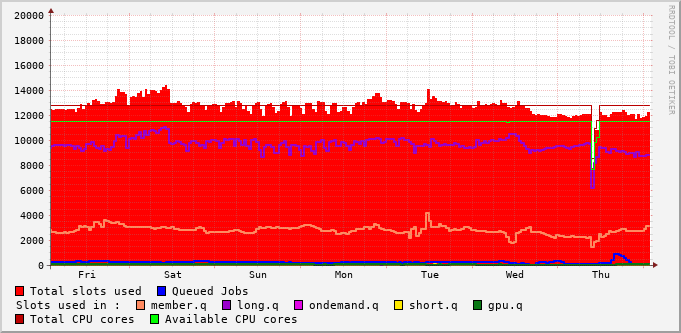 20000
18000
16000
14000
12000
10000
8000
6000
4000
2000
0
Fri Sat Sun Mon Tue Wed Thu
Total slots used Queued Jobs
Slots used in : member.q long.q ondemand.q short.q gpu.q
Total CPU cores Available CPU cores
RRDTOOL / TOBI OETIKER